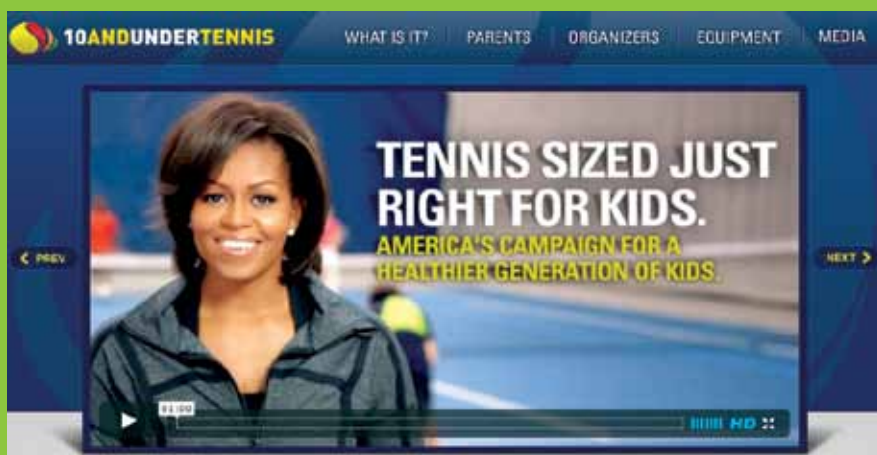 10ANDUNDERTENNIS
WHAT IS IT? PARENTS ORGANIZERS EQUIPMENT MEDIA
TENNIS SIZED JUST
RIGHT FOR KIDS.
AMERICA'S CAMPAIGN FOR A
HEALTHIER GENERATION OF KIDS.
PREV
NEXT
HD